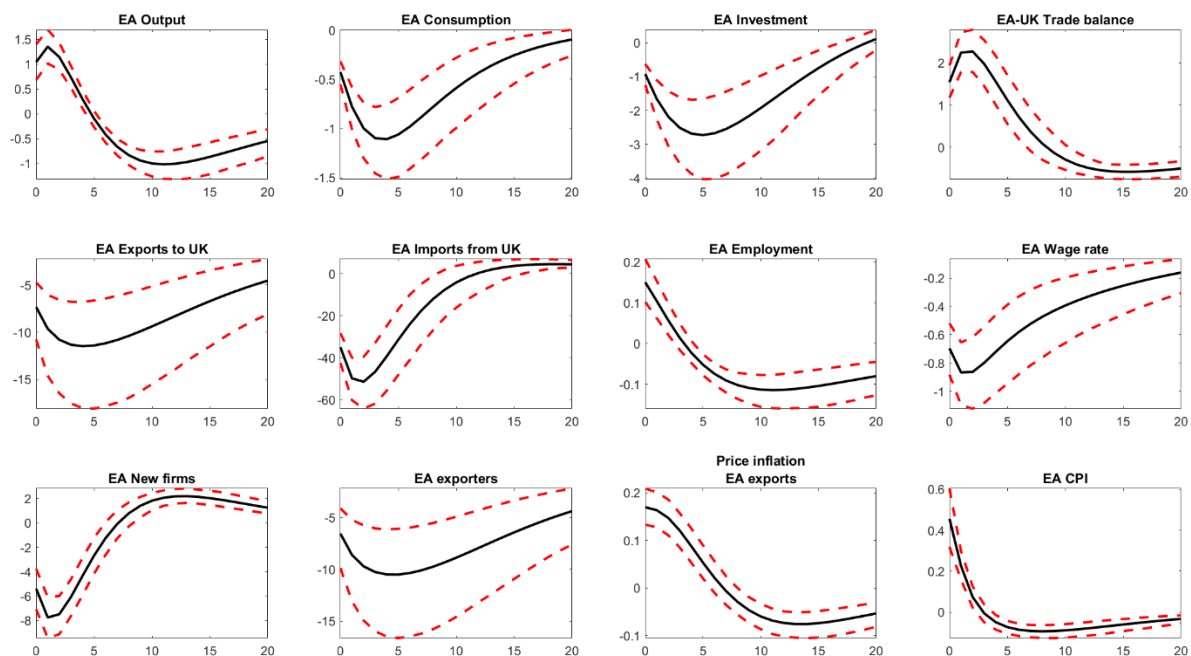 EA Output
1.5
1
0.5
0
-0.5
-1
0 5 10 15 20
EA Consumption
0
-0.5
-1
-1.5
0 5 10 15 20
EA Investment
0
-1
-2
-3
-4
0 5 10 15 20
EA-UK Trade balance
2
1
0
0 5 10 15 20
EA Exports to UK
-5
-10
-15
0 5 10 15 20
EA Imports from UK
0
-20
-40
-60
0 5 10 15 20
EA Employment
0.2
0.1
0
-0.1
0 5 10 15 20
EA Wage rate
-0.2
-0.4
-0.6
-0.8
-1
0 5 10 15 20
EA New firms
2
0
-2
-4
-6
-8
0 5 10 15 20
EA exporters
-5
-10
-15
0 5 10 15 20
Price inflation
EA exports
0.2
0.1
0
-0.1
0 5 10 15 20
EA CPI
0.6
0.4
0.2
0
0 5 10 15 20